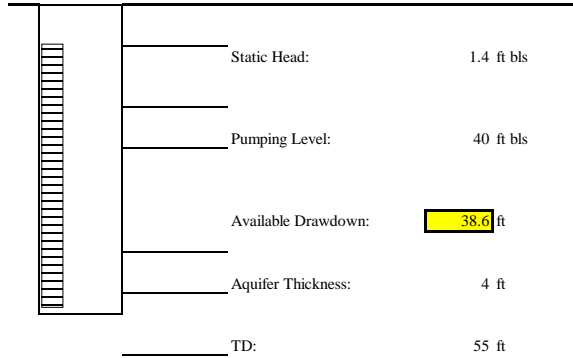 Static Head: 1.4 ft bls
Pumping Level: 40 ft bls
Available Drawdown: 38.6 ft
Aquifer Thickness: 4 ft
TD: 55 ft